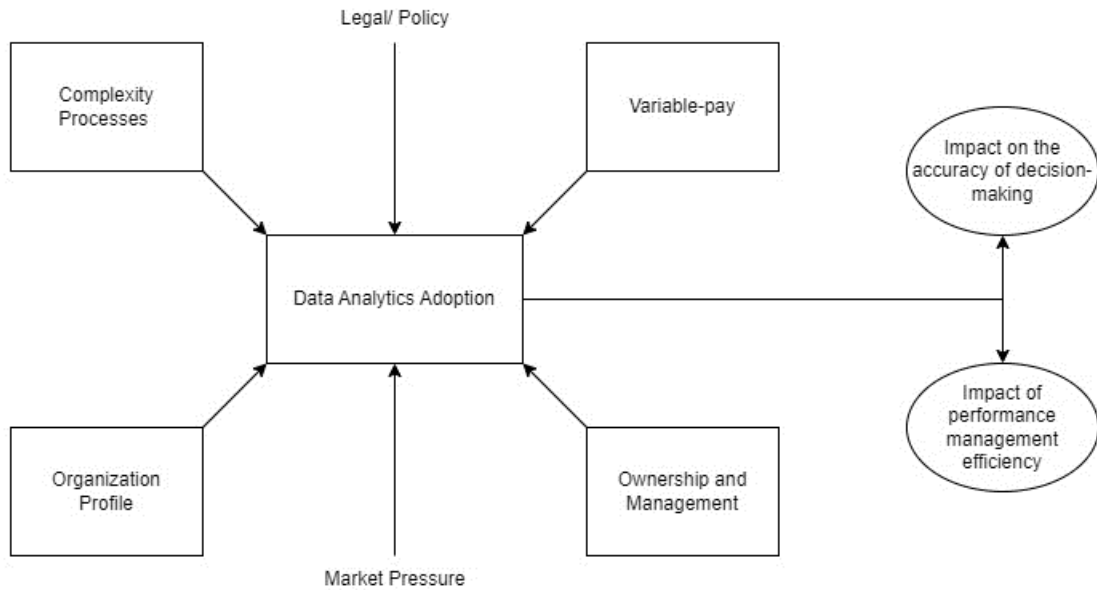 Legal/ Policy
Complexity
Processes
Variable-pay
Impact on the
accuracy of decision-
making
Data Analytics Adoption
Organization
Profile
Ownership and
Management
Impact of
performance
management
efficiency
Market Pressure